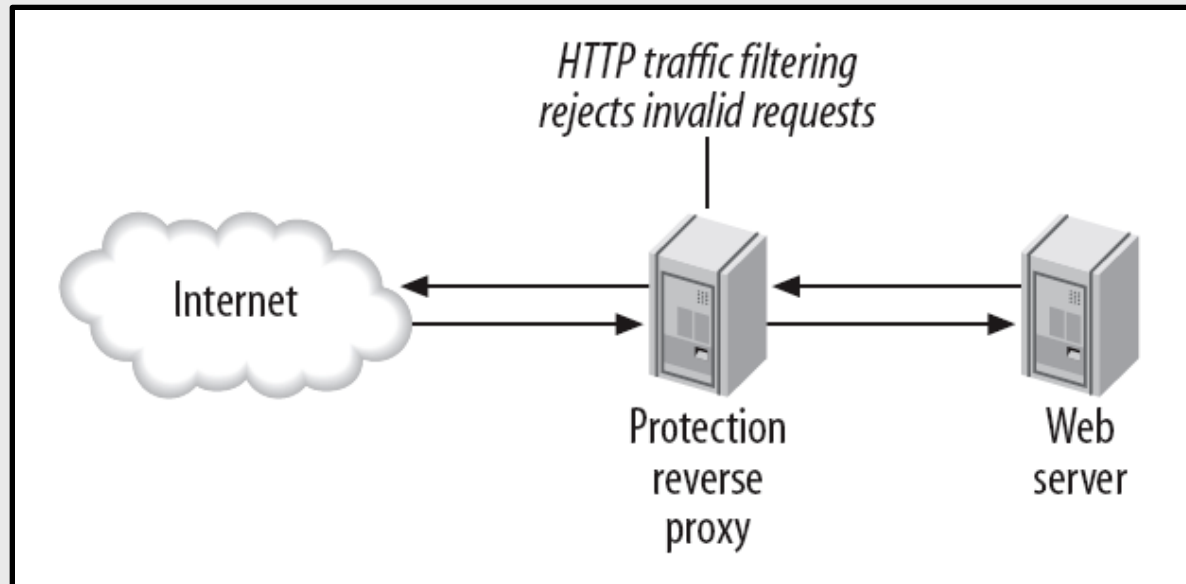 HTTP traffic filtering
rejects invalid requests
Internet
Protection
reverse
proxy
Web
server